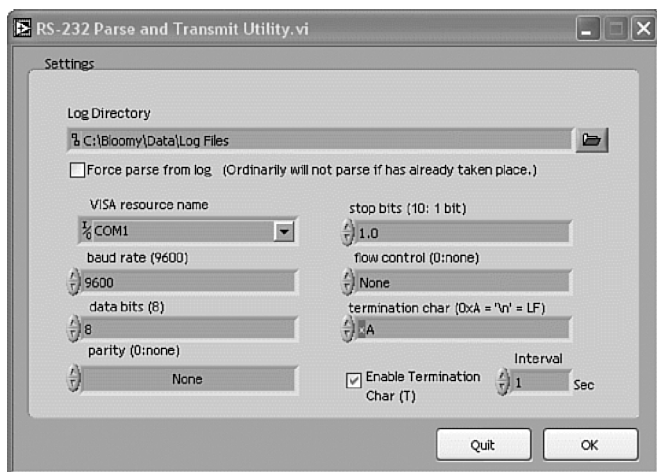 RS-232 Parse and Transmit Utility.vi
Settings
Log Directory
C:\Bloomy\Data\Log Files
Force parse from log (Ordinarily will not parse if has already taken place.)
VISA resource name
COM1
stop bits (10: 1 bit)
1.0
baud rate (9600)
9600
flow control (0:none)
None
data bits (8)
8
termination char (0xA = '\n' = LF)
xA
parity (0:none)
None
Enable Termination
Char (T)
Interval
1
Sec
Quit
OK